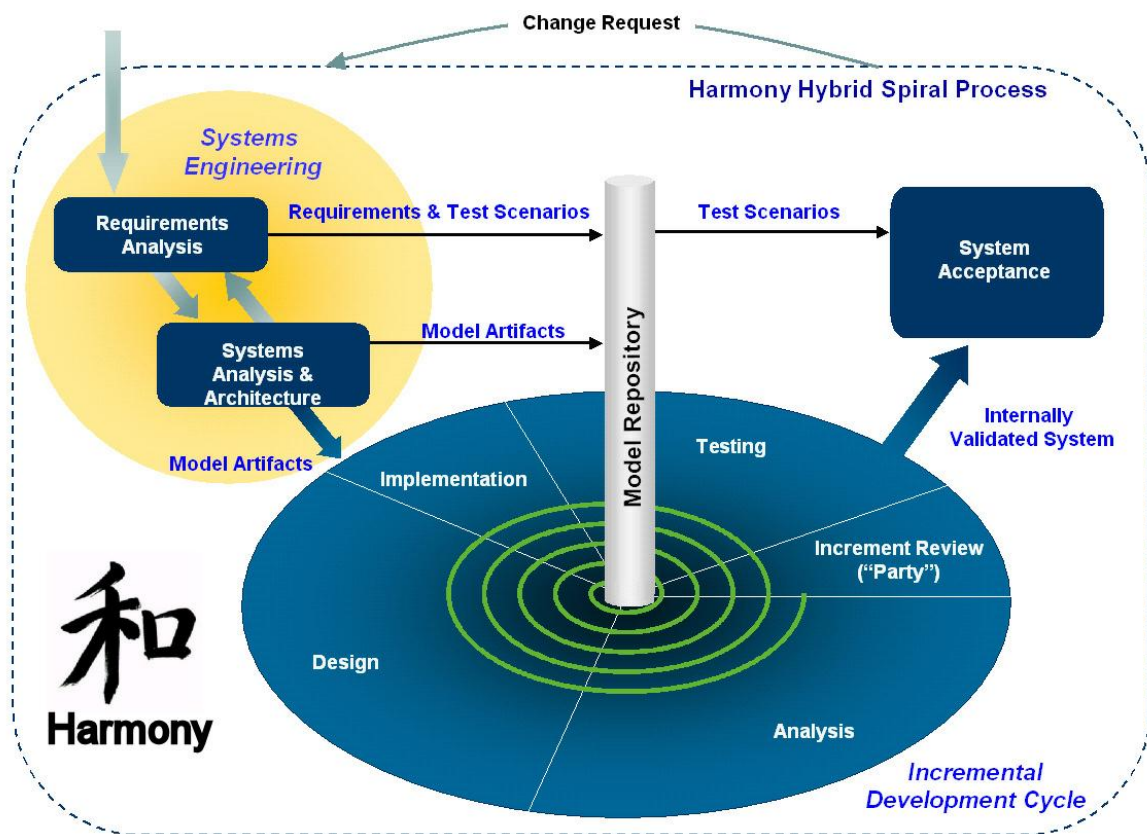 Change Request
Harmony Hybrid Spiral Process
Systems
Engineering
Requirements
Analysis
Requirements & Test Scenarios
Test Scenarios
System
Acceptance
Systems
Analysis &
Architecture
Model Artifacts
Model Repository
Model Artifacts
Internally
Validated System
Implementation
Testing
Increment Review
(“Party”)
Design
Analysis
和
Harmony
Incremental
Development Cycle